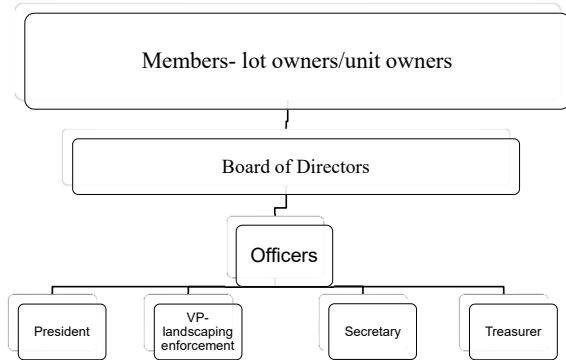 Members- lot owners/unit owners
Board of Directors
Officers
President
VP-
landscaping
enforcement
Secretary
Treasurer